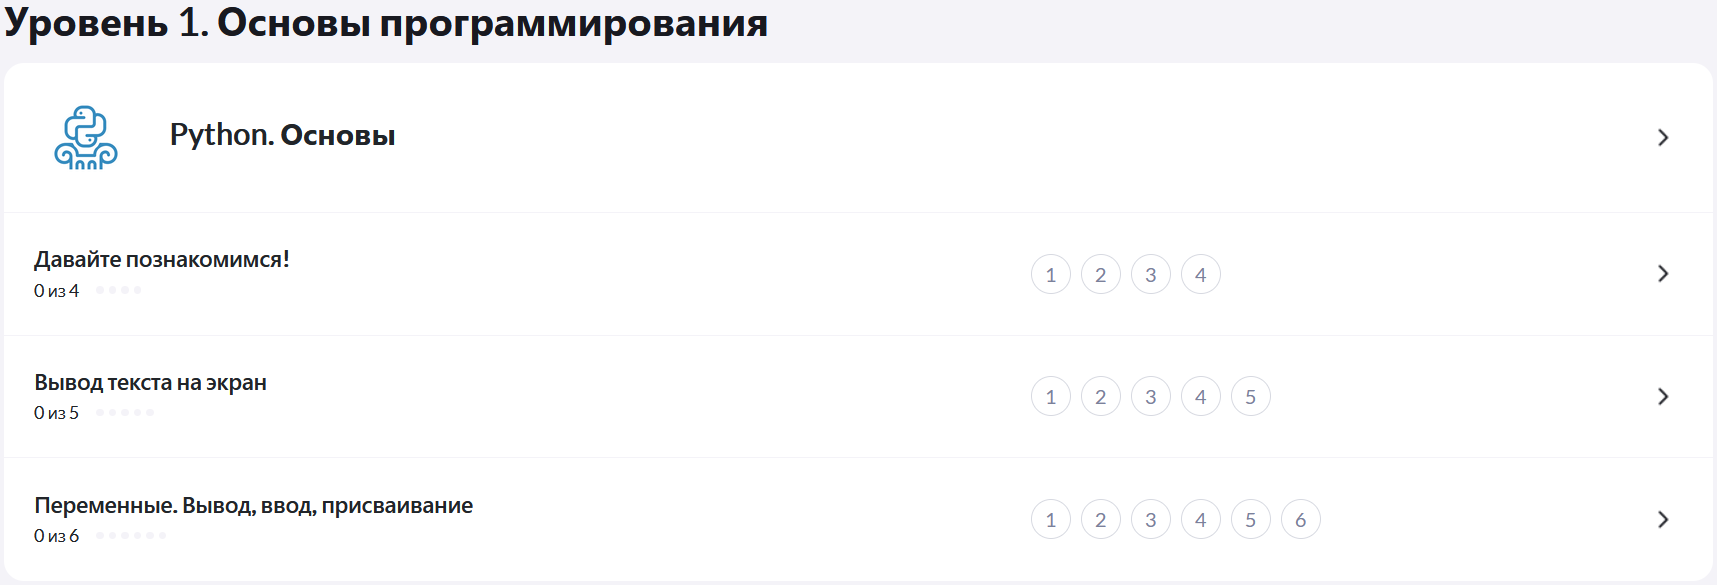 Уровень 1. Основы программирования
Python. Основы
Давайте познакомимся!
1 2 3 4
0 из 4
Вывод текста на экран
1 2 3 4 5
0 из 5
Переменные. Вывод, ввод, присваивание
1 2 3 4 5 6
0 из 6